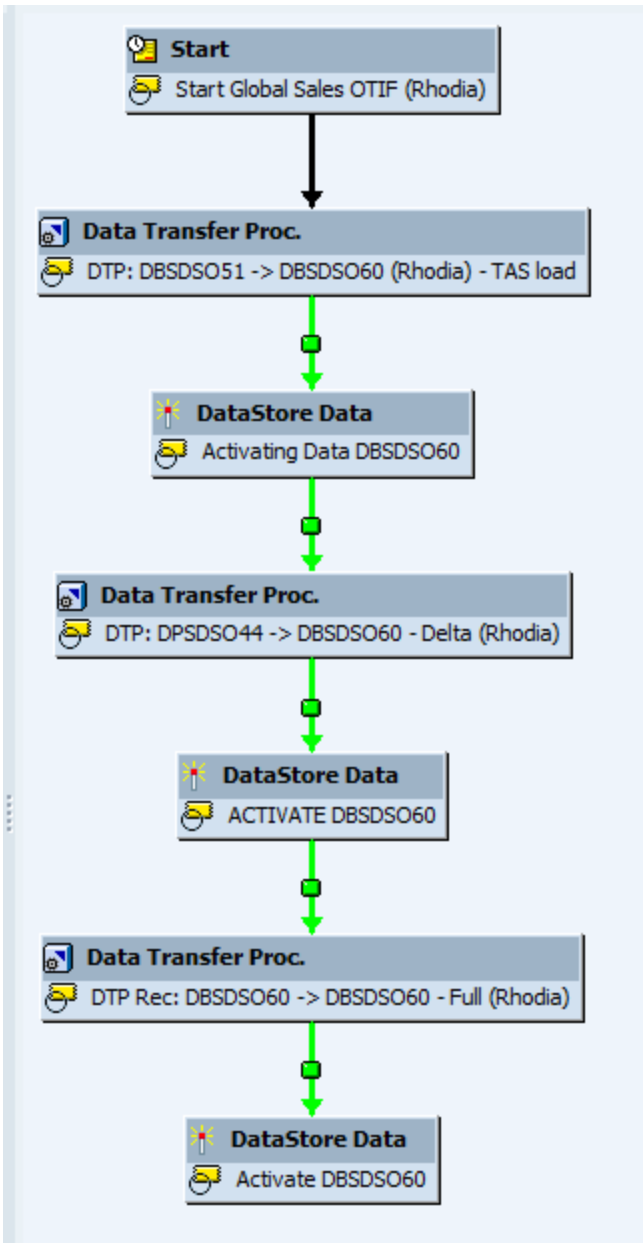 Start
Start Global Sales OTIF (Rhodia)
Data Transfer Proc.
DTP: DBSDSO51 -> DBSDSO60 (Rhodia) - TAS load
DataStore Data
Activating Data DBSDSO60
Data Transfer Proc.
DTP: DPSDSO44 -> DBSDSO60 - Delta (Rhodia)
DataStore Data
ACTIVATE DBSDSO60
Data Transfer Proc.
DTP Rec: DBSDSO60 -> DBSDSO60 - Full (Rhodia)
DataStore Data
Activate DBSDSO60